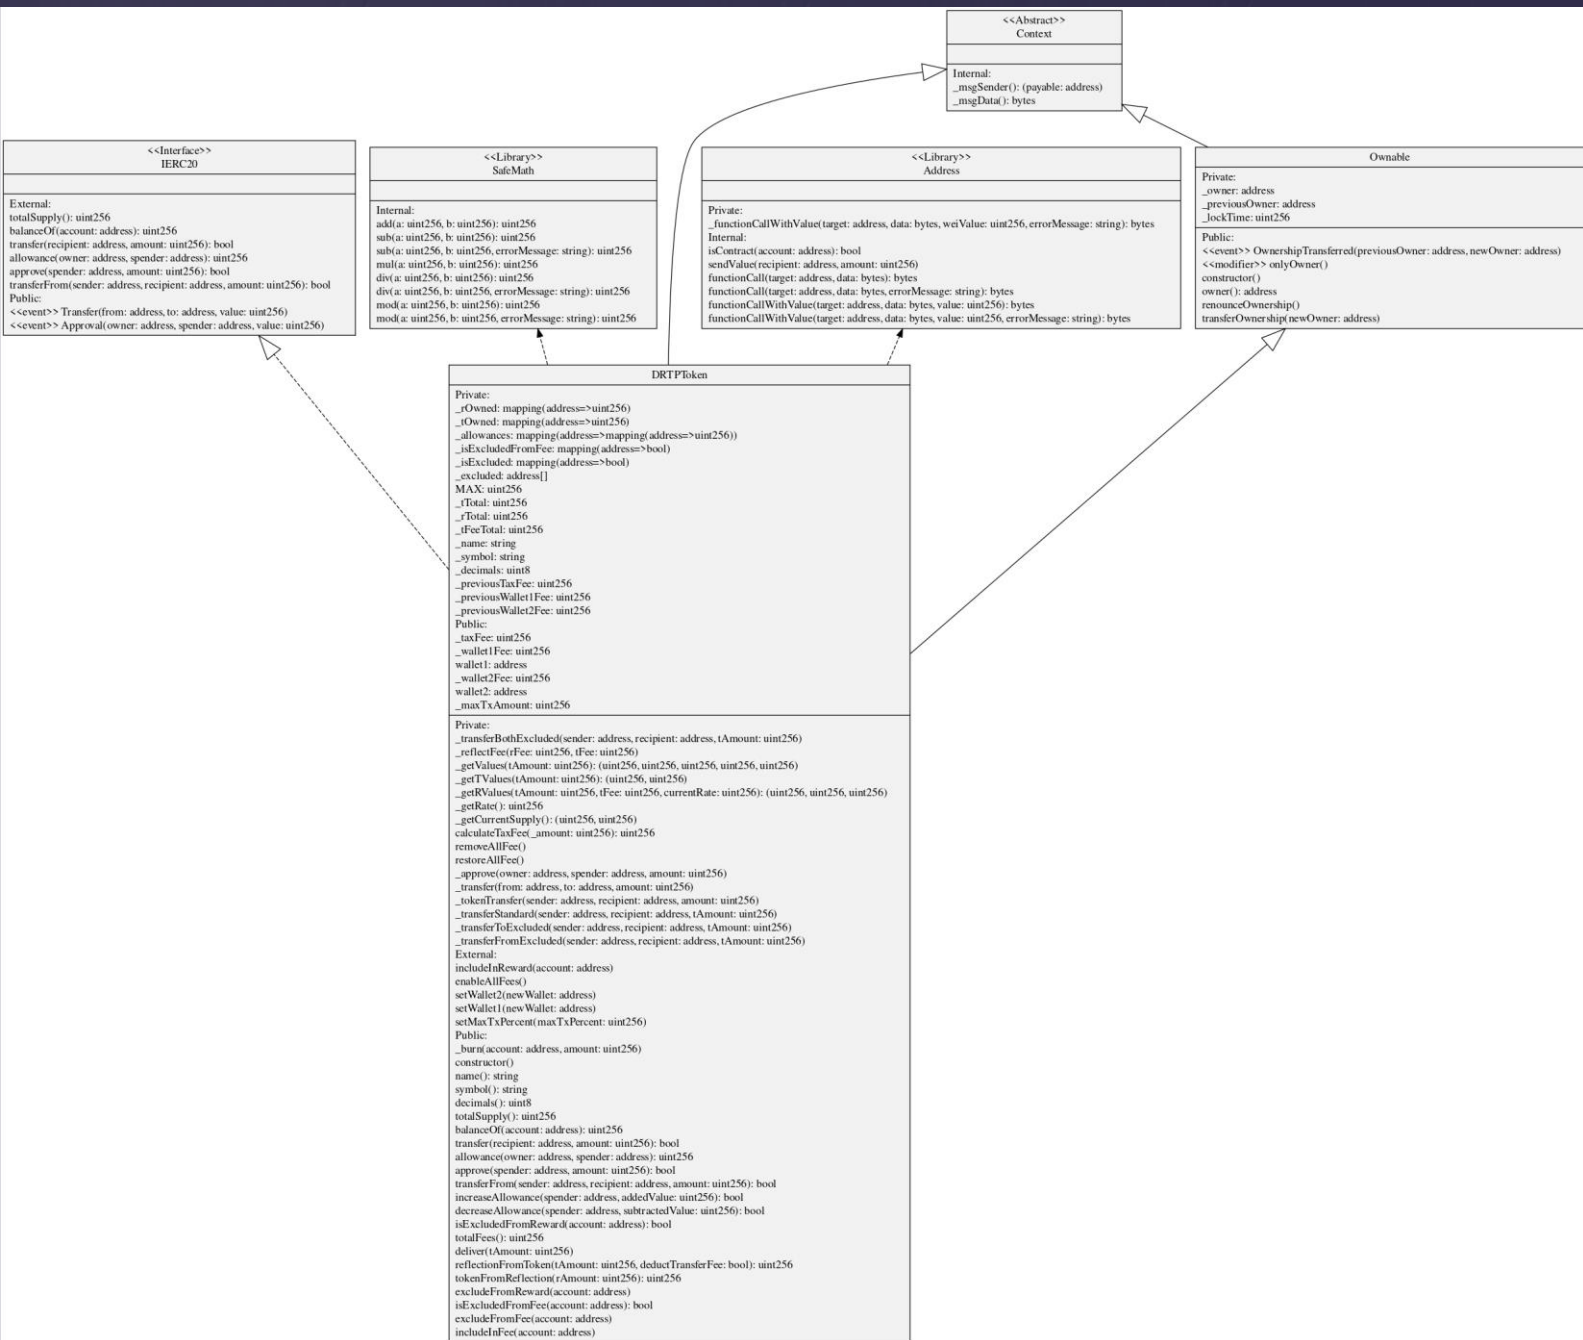 <<Abstract>>
Context
Internal:
_msgSender(): (payable: address)
_msgData(): bytes
<<Interface>>
IERC20
External:
totalSupply(): uint256
balanceOf(account: address): uint256
transfer(recipient: address, amount: uint256): bool
allowance(owner: address, spender: address): uint256
approve(spender: address, amount: uint256): bool
transferFrom(sender: address, recipient: address, amount: uint256): bool
Public:
<<event>> Transfer(from: address, to: address, value: uint256)
<<event>> Approval(owner: address, spender: address, value: uint256)
<<Library>>
SafeMath
Internal:
add(a: uint256, b: uint256): uint256
sub(a: uint256, b: uint256): uint256
sub(a: uint256, b: uint256, errorMessage: string): uint256
mul(a: uint256, b: uint256): uint256
div(a: uint256, b: uint256): uint256
div(a: uint256, b: uint256, errorMessage: string): uint256
mod(a: uint256, b: uint256): uint256
mod(a: uint256, b: uint256, errorMessage: string): uint256
<<Library>>
Address
Private:
_functionCallWithValue(target: address, data: bytes, weiValue: uint256, errorMessage: string): bytes
Internal:
isContract(account: address): bool
sendValue(recipient: address, amount: uint256)
functionCall(target: address, data: bytes): bytes
functionCall(target: address, data: bytes, errorMessage: string): bytes
functionCallWithValue(target: address, data: bytes, value: uint256): bytes
functionCallWithValue(target: address, data: bytes, value: uint256, errorMessage: string): bytes
Ownable
Private:
_owner: address
_previousOwner: address
_lockTime: uint256
Public:
<<event>> OwnershipTransferred(previousOwner: address, newOwner: address)
<<modifier>> onlyOwner()
constructor()
owner(): address
renounceOwnership()
transferOwnership(newOwner: address)
DRTPToken
Private:
_rOwned: mapping(address=>uint256)
_tOwned: mapping(address=>uint256)
_allowances: mapping(address=>mapping(address=>uint256))
_isExcludedFromFee: mapping(address=>bool)
_isExcluded: mapping(address=>bool)
_excluded: address[]
MAX: uint256
_tTotal: uint256
_rTotal: uint256
_tFeeTotal: uint256
_name: string
_symbol: string
_decimals: uint8
_previousTaxFee: uint256
_previousWallet1Fee: uint256
_previousWallet2Fee: uint256
Public:
_taxFee: uint256
_wallet1Fee: uint256
wallet1: address
_wallet2Fee: uint256
wallet2: address
_maxTxAmount: uint256
Private:
_transferBothExcluded(sender: address, recipient: address, tAmount: uint256)
_reflectFee(rFee: uint256, tFee: uint256)
_getValues(tAmount: uint256): (uint256, uint256, uint256, uint256, uint256)
_getTValues(tAmount: uint256): (uint256, uint256)
_getRValues(tAmount: uint256, tFee: uint256, currentRate: uint256): (uint256, uint256, uint256)
_getRate(): uint256
_getCurrentSupply(): (uint256, uint256)
calculateTaxFee(_amount: uint256): uint256
removeAllFee()
restoreAllFee()
_approve(owner: address, spender: address, amount: uint256)
_transfer(from: address, to: address, amount: uint256)
_tokenTransfer(sender: address, recipient: address, amount: uint256)
_transferStandard(sender: address, recipient: address, tAmount: uint256)
_transferToExcluded(sender: address, recipient: address, tAmount: uint256)
_transferFromExcluded(sender: address, recipient: address, tAmount: uint256)
External:
includeInReward(account: address)
enableAllFees()
setWallet2(newWallet: address)
setWallet1(newWallet: address)
setMaxTxPercent(maxTxPercent: uint256)
Public:
_burn(account: address, amount: uint256)
constructor()
name(): string
symbol(): string
decimals(): uint8
totalSupply(): uint256
balanceOf(account: address): uint256
transfer(recipient: address, amount: uint256): bool
allowance(owner: address, spender: address): uint256
approve(spender: address, amount: uint256): bool
transferFrom(sender: address, recipient: address, amount: uint256): bool
increaseAllowance(spender: address, addedValue: uint256): bool
decreaseAllowance(spender: address, subtractedValue: uint256): bool
isExcludedFromReward(account: address): bool
totalFees(): uint256
deliver(tAmount: uint256)
reflectionFromToken(tAmount: uint256, deductTransferFee: bool): uint256
tokenFromReflection(rAmount: uint256): uint256
excludeFromReward(account: address)
isExcludedFromFee(account: address): bool
excludeFromFee(account: address)
includeInFee(account: address)